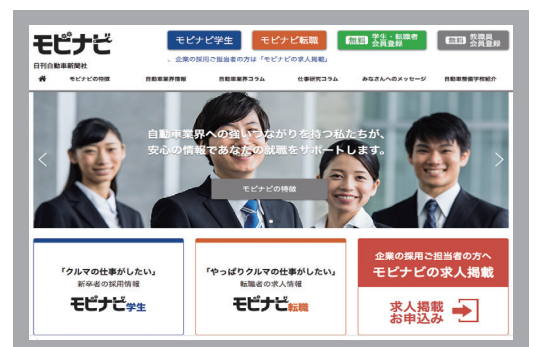 モビナビ
日刊自動車新聞社
モビナビ学生
モビナビ転職
無料 学生・転職者
会員登録
無料 教職員
会員登録
企業の採用ご担当者の方は「モビナビの求人掲載」
モビナビの特徴 自動車業界情報 自動車業界コラム 仕事研究コラム みなさんへのメッセージ 自動車整備学校紹介
自動車業界への強いつながりを持つ私たちが、
安心の情報であなたの就職をサポートします。
モビナビの特徴
「クルマの仕事がしたい」
新卒者の採用情報
モビナビ学生
「やっぱりクルマの仕事がしたい」
転職者の求人情報
モビナビ転職
企業の採用ご担当者の方へ
モビナビの求人掲載
求人掲載
お申込み